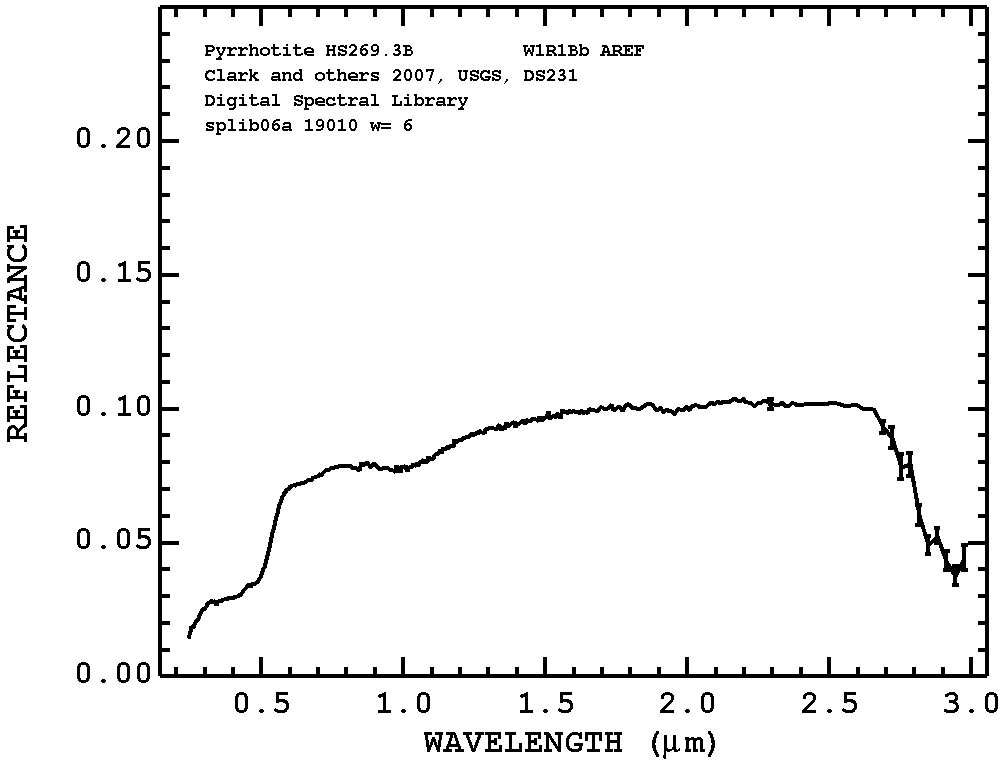 Pyrrhotite HS269.3B W1R1Bb AREF
Clark and others 2007, USGS, DS231
Digital Spectral Library
splib06a 19010 w= 6
REFLECTANCE
0.20
0.15
0.10
0.05
0.00
0.5 1.0 1.5 2.0 2.5 3.0
WAVELENGTH (μm)